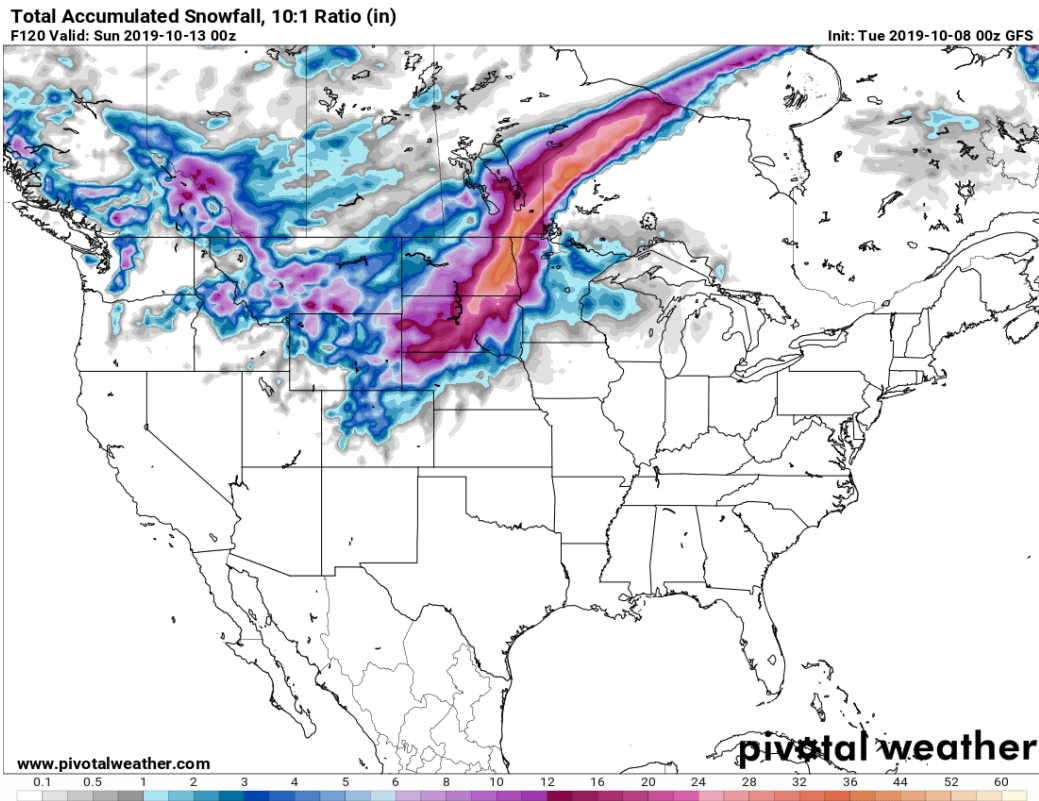 Total Accumulated Snowfall, 10:1 Ratio (in)
F120 Valid: Sun 2019-10-13 00z Init: Tue 2019-10-08 00z GFS
pivotal weather
www.pivotalweather.com
0.1 0.5 1 2 3 4 5 6 8 10 12 16 20 24 28 32 36 44 52 60